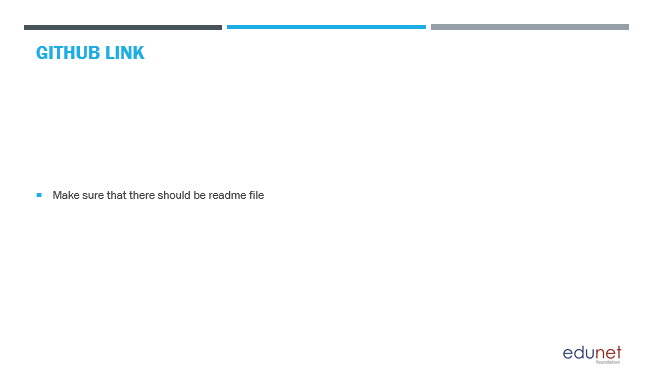 GITHUB LINK
Make sure that there should be readme file
edunet
foundation